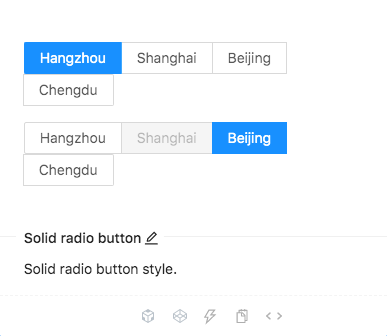 Hangzhou Shanghai Beijing
Chengdu
Hangzhou Shanghai Beijing
Chengdu
Solid radio button
Solid radio button style.